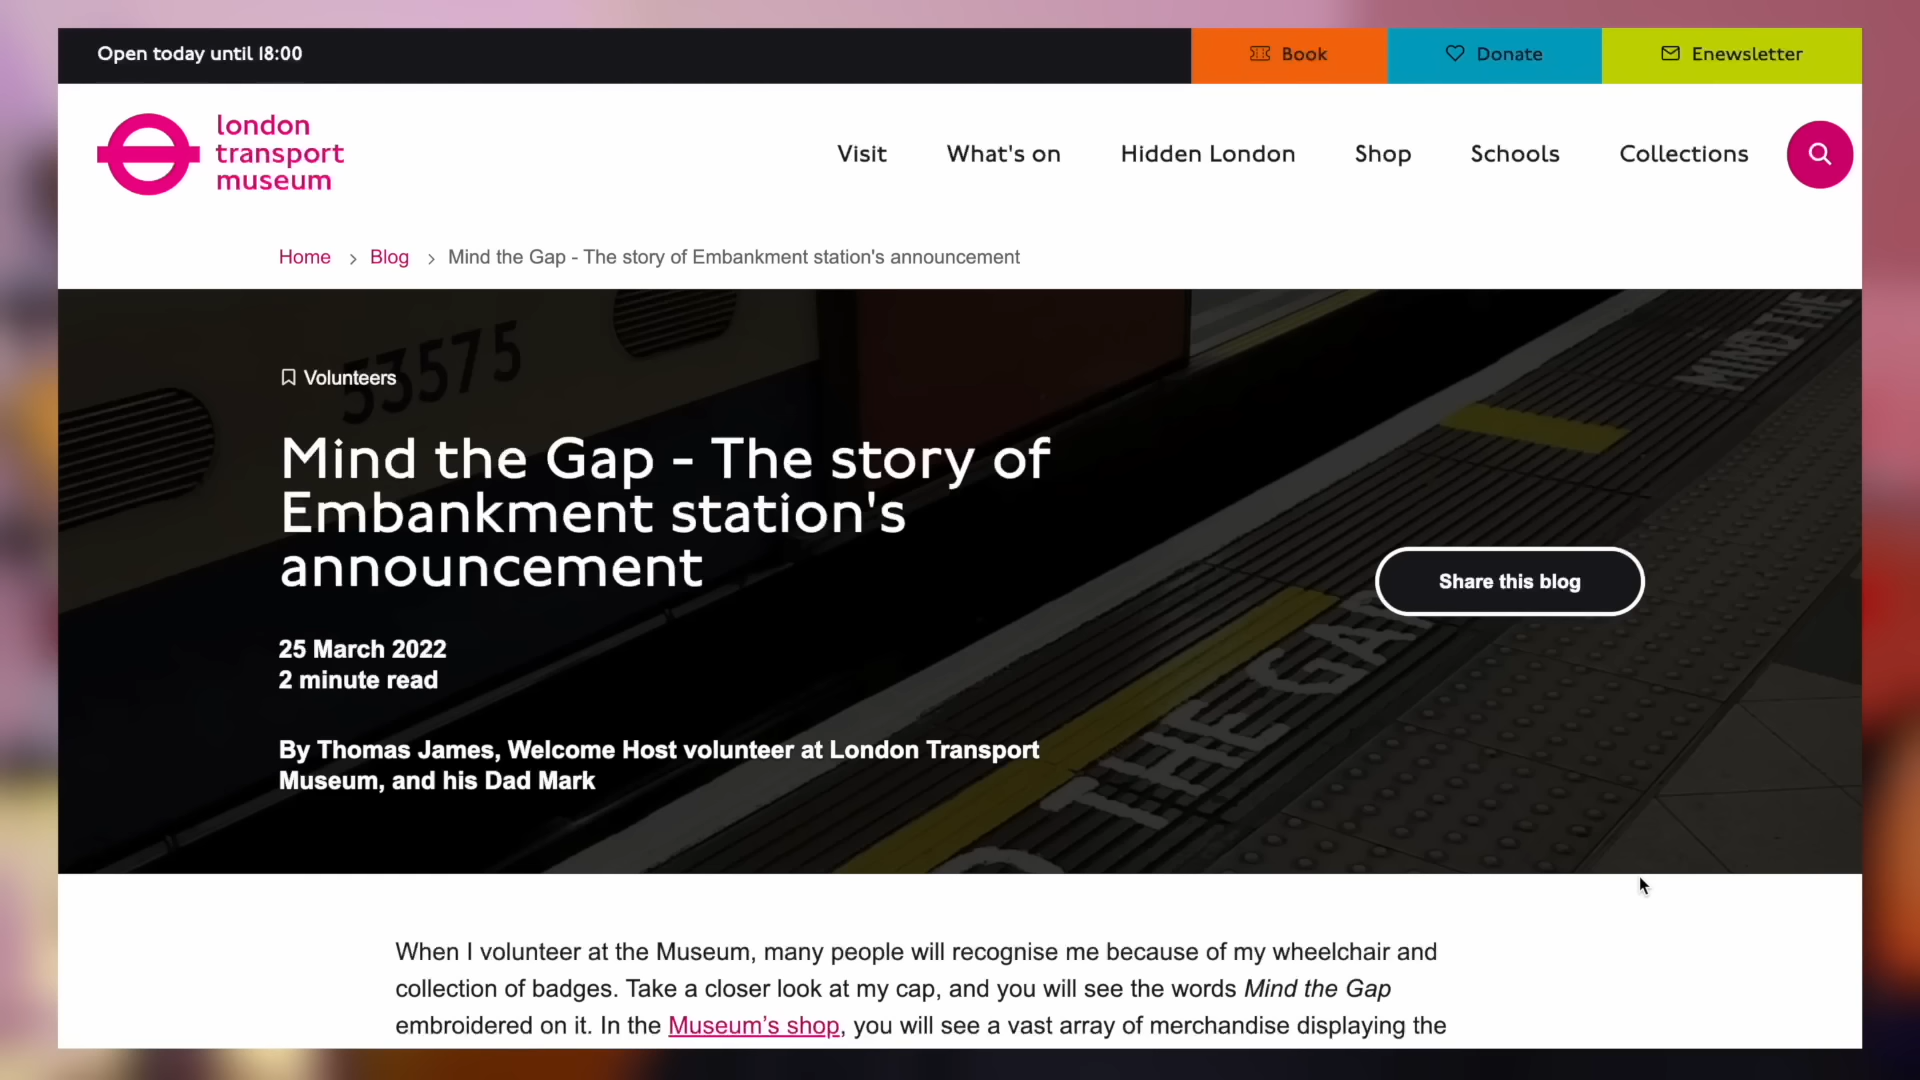 Open today until 18:00
Book
Donate
Enewsletter
london
transport
museum
Visit
What's on
Hidden London
Shop
Schools
Collections
Home > Blog > Mind the Gap - The story of Embankment station's announcement
53575
MIND THE
Volunteers
Mind the Gap - The story of
Embankment station's
announcement
Share this blog
THE GAP
25 March 2022
2 minute read
By Thomas James, Welcome Host volunteer at London Transport
Museum, and his Dad Mark
When I volunteer at the Museum, many people will recognise me because of my wheelchair and
collection of badges. Take a closer look at my cap, and you will see the words Mind the Gap
embroidered on it. In the Museum’s shop, you will see a vast array of merchandise displaying the